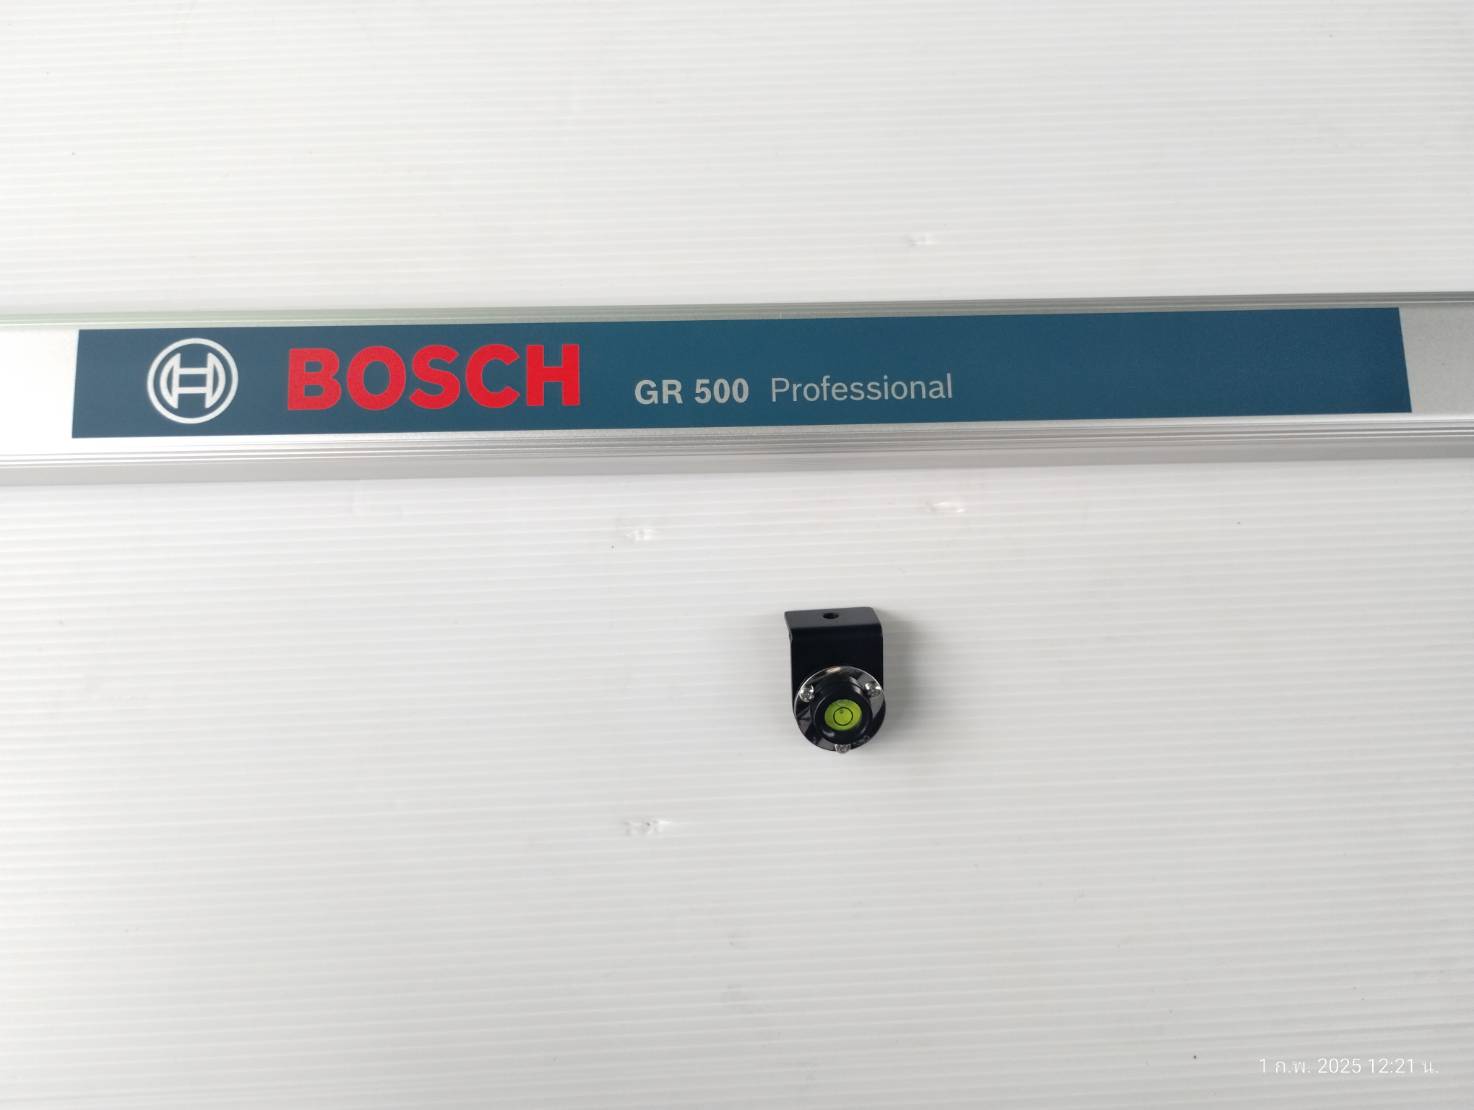 BOSCH GR 500 Professional
1 ก.พ. 2025 12:21 น.